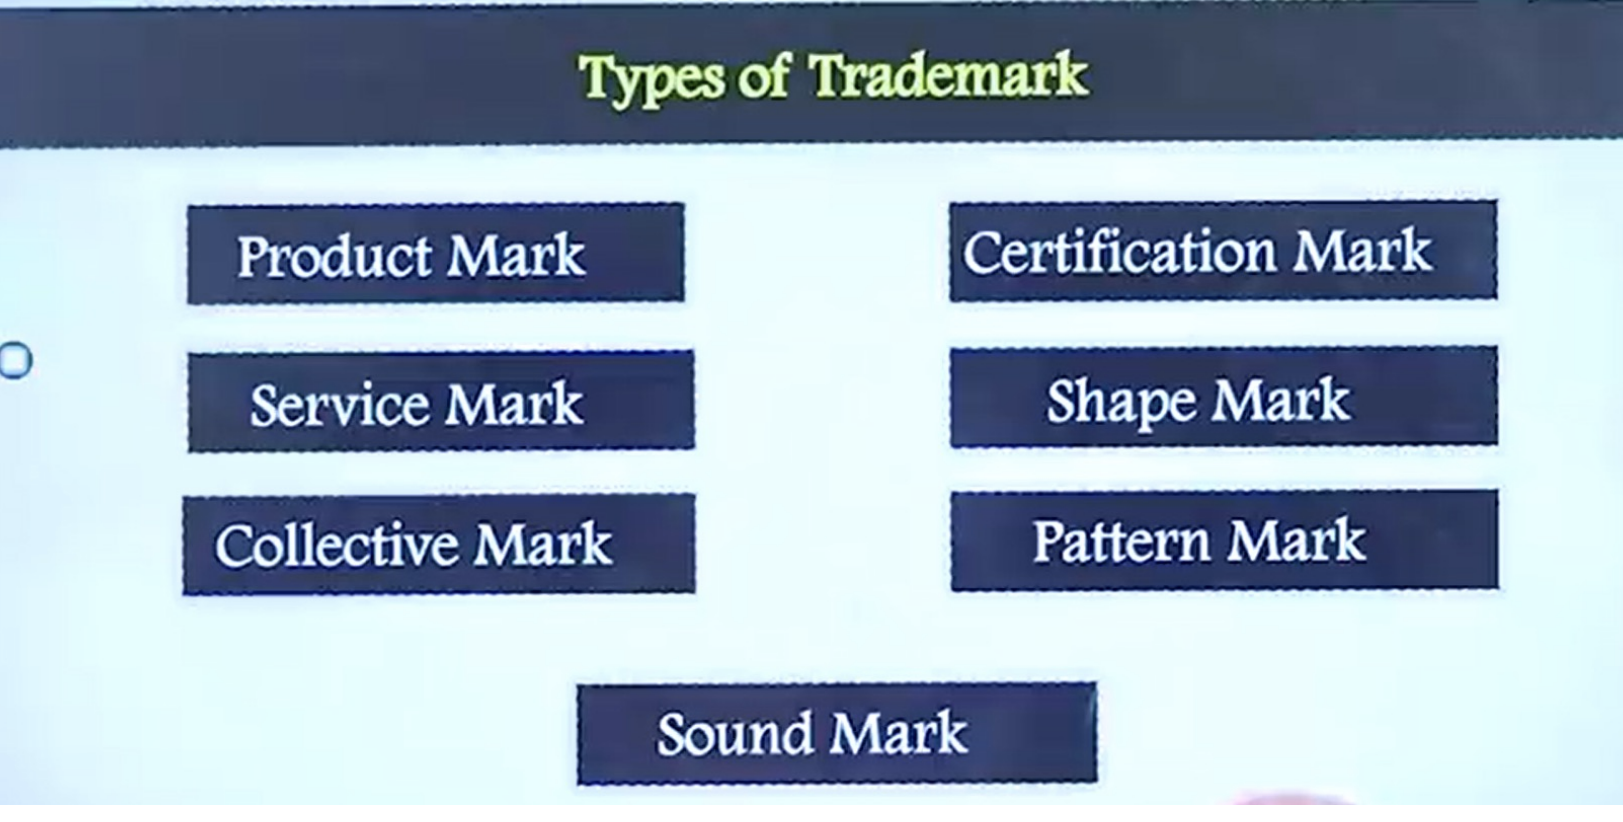 Types of Trademark
Product Mark
Certification Mark
Service Mark
Shape Mark
Collective Mark
Pattern Mark
Sound Mark